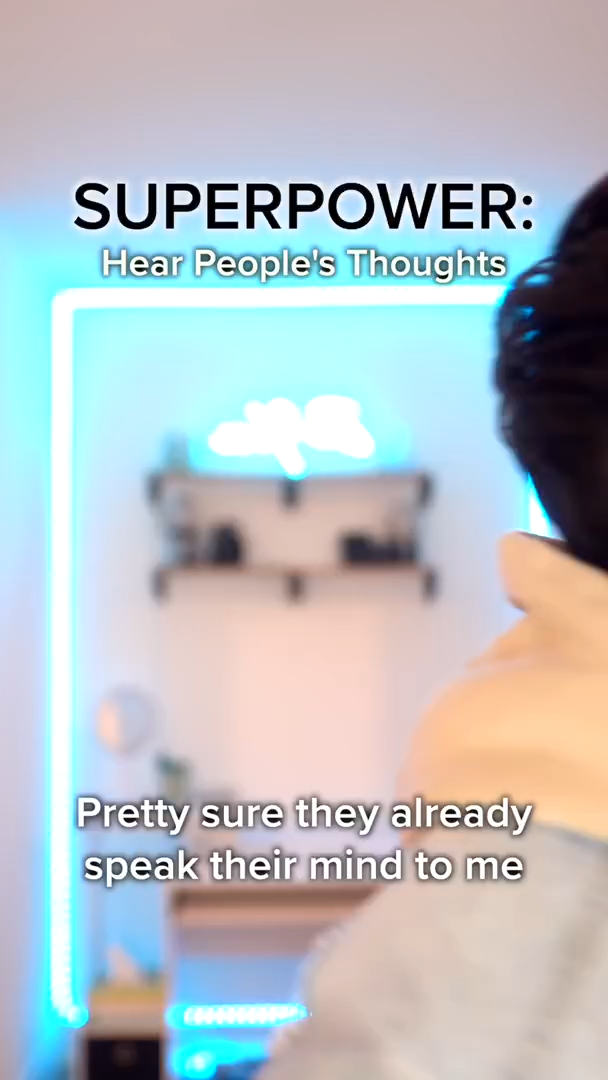 SUPERPOWER:
Hear People's Thoughts
Pretty sure they already
speak their mind to me